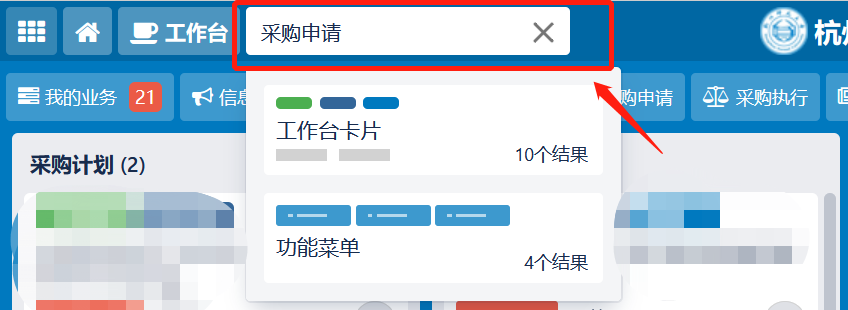 工作台
采购申请
杭州
我的业务 21
信息
购申请
采购执行
采购计划 (2)
工作台卡片
10个结果
功能菜单
4个结果